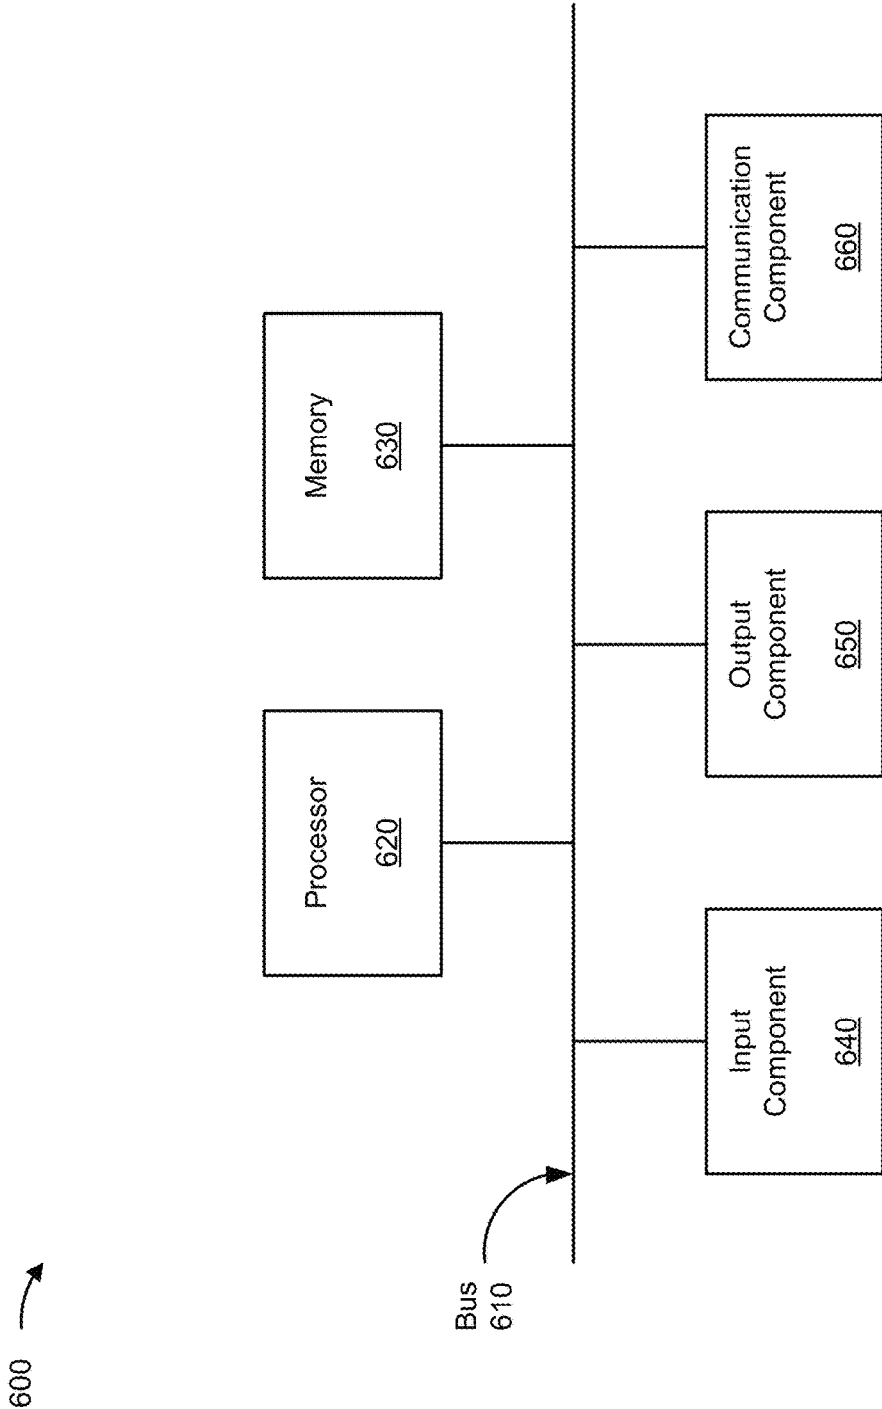 600
Bus
610
Processor
620
Memory
630
Input
Component
640
Output
Component
650
Communication
Component
660